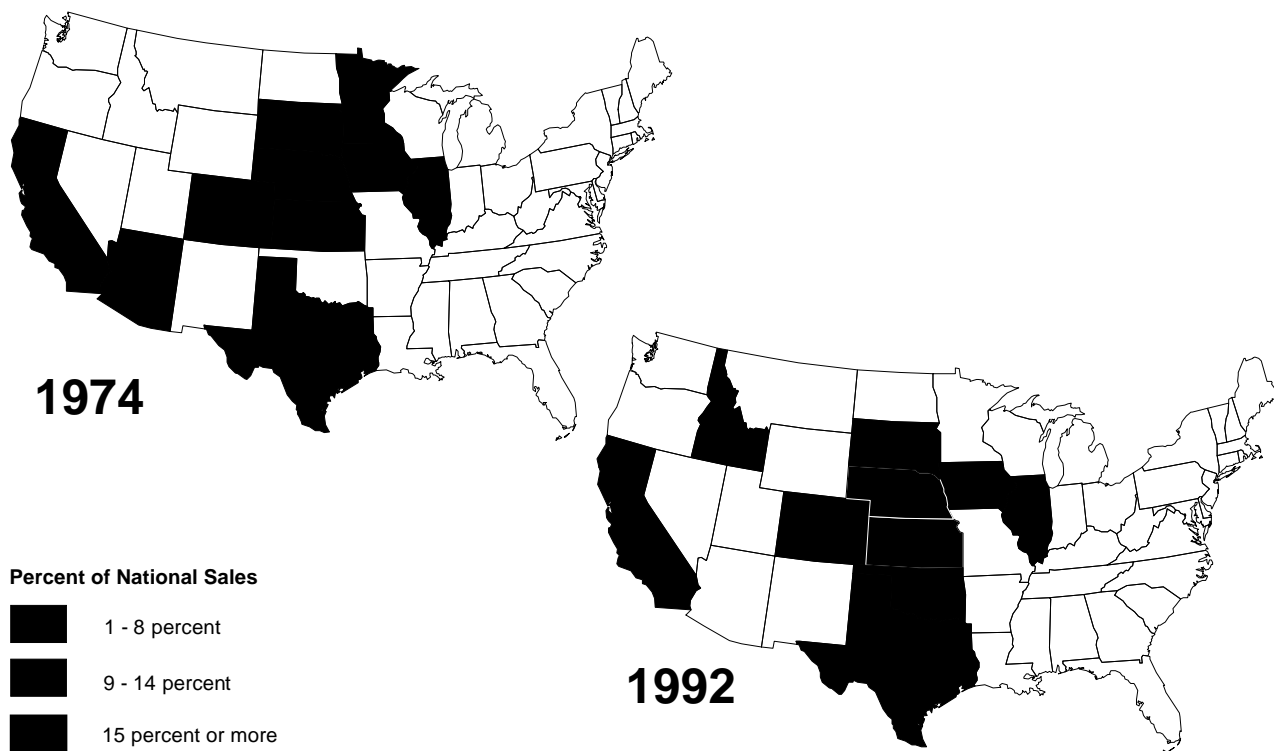 1974
1992
Percent of National Sales
1 - 8 percent
9 - 14 percent
15 percent or more